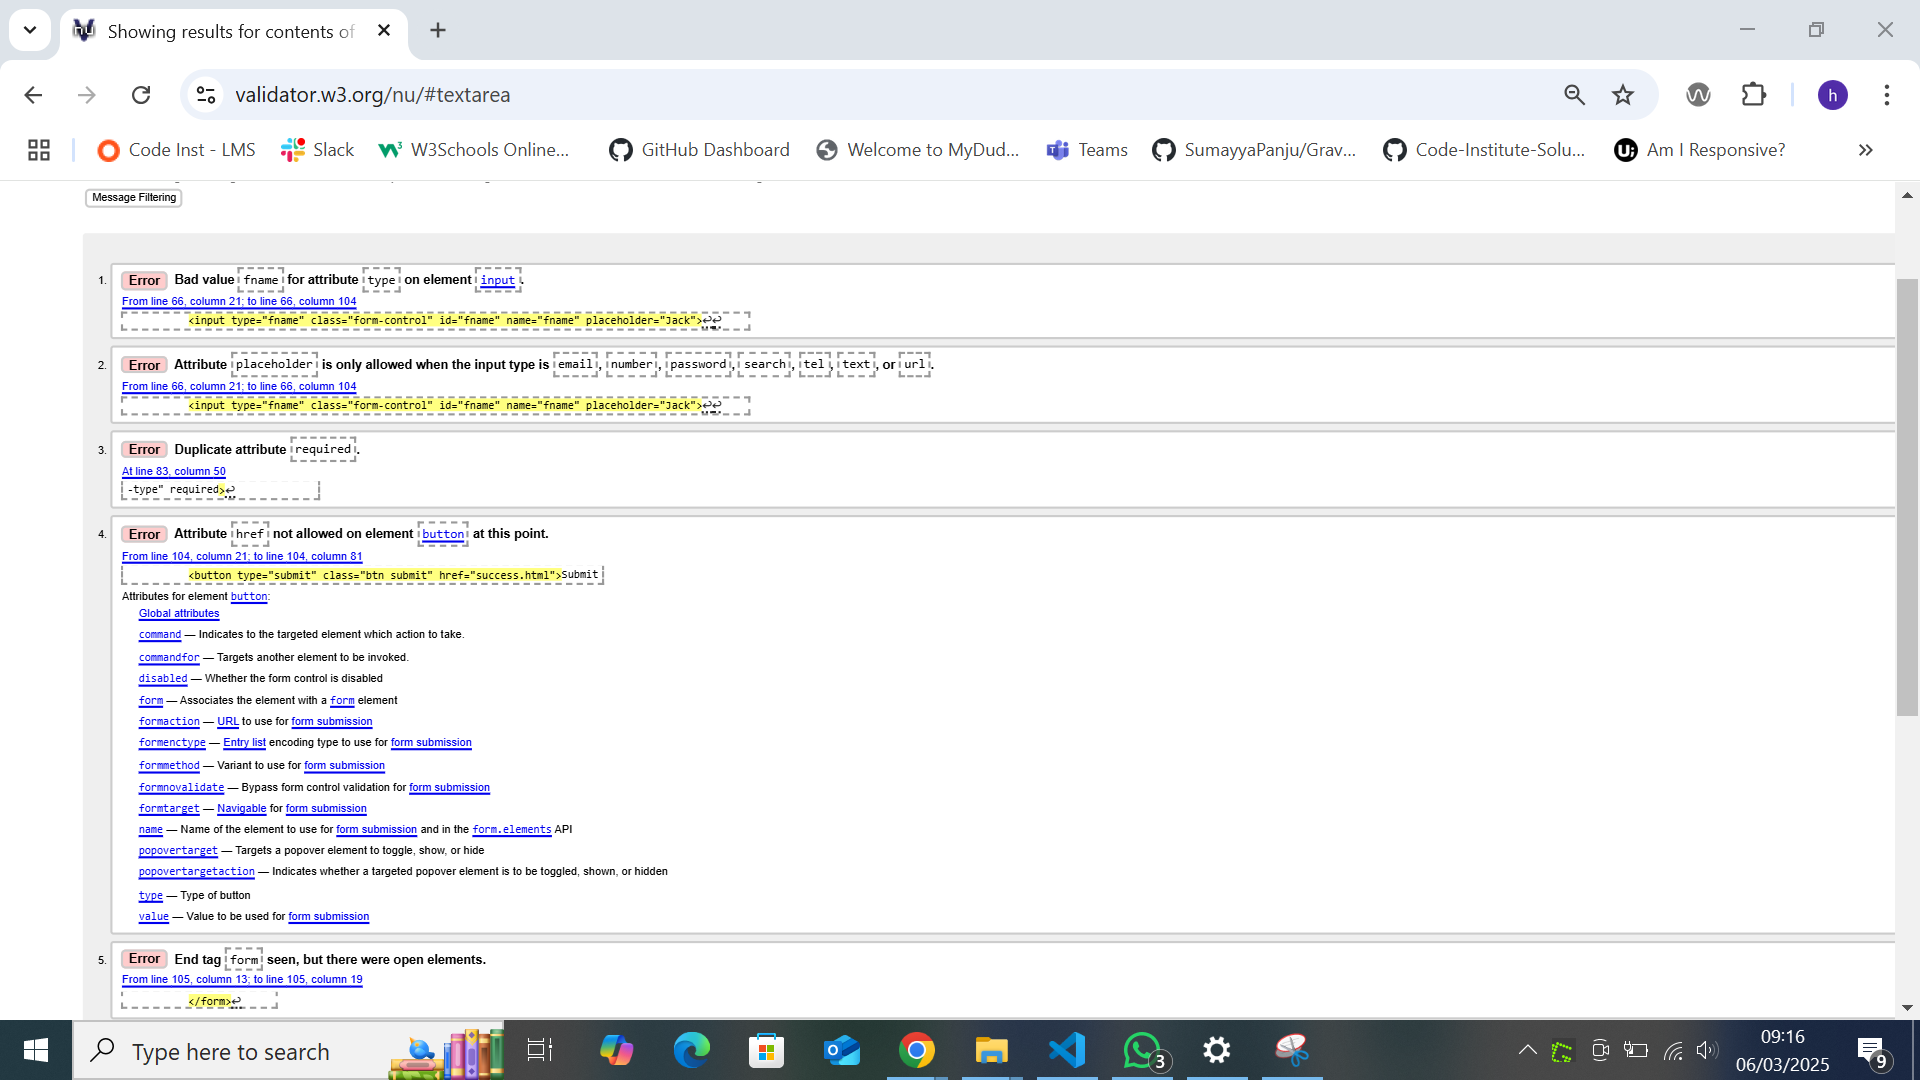 Showing results for contents of
validator.w3.org/nu/#textarea
h
Code Inst - LMS
Slack
W3Schools Online...
GitHub Dashboard
Welcome to MyDud...
Teams
SumayyaPanju/Grav...
Code-Institute-Solu...
Am I Responsive?
Message Filtering
1. Error Bad value fname for attribute type on element input.
From line 66, column 21; to line 66, column 104
<input type="fname" class="form-control" id="fname" name="fname" placeholder="Jack">↩↩
2. Error Attribute placeholder is only allowed when the input type is email, number, password, search, tel, text, or url.
From line 66, column 21; to line 66, column 104
<input type="fname" class="form-control" id="fname" name="fname" placeholder="Jack">↩↩
3. Error Duplicate attribute required.
At line 83, column 50
-type" required>↩
4. Error Attribute href not allowed on element button at this point.
From line 104, column 21; to line 104, column 81
<button type="submit" class="btn submit" href="success.html">Submit
Attributes for element button:
Global attributes
command — Indicates to the targeted element which action to take.
commandfor — Targets another element to be invoked.
disabled — Whether the form control is disabled
form — Associates the element with a form element
formaction — URL to use for form submission
formenctype — Entry list encoding type to use for form submission
formmethod — Variant to use for form submission
formnovalidate — Bypass form control validation for form submission
formtarget — Navigable for form submission
name — Name of the element to use for form submission and in the form.elements API
popovertarget — Targets a popover element to toggle, show, or hide
popovertargetaction — Indicates whether a targeted popover element is to be toggled, shown, or hidden
type — Type of button
value — Value to be used for form submission
5. Error End tag form seen, but there were open elements.
From line 105, column 13; to line 105, column 19
</form>↩
Type here to search
3
09:16
06/03/2025
9